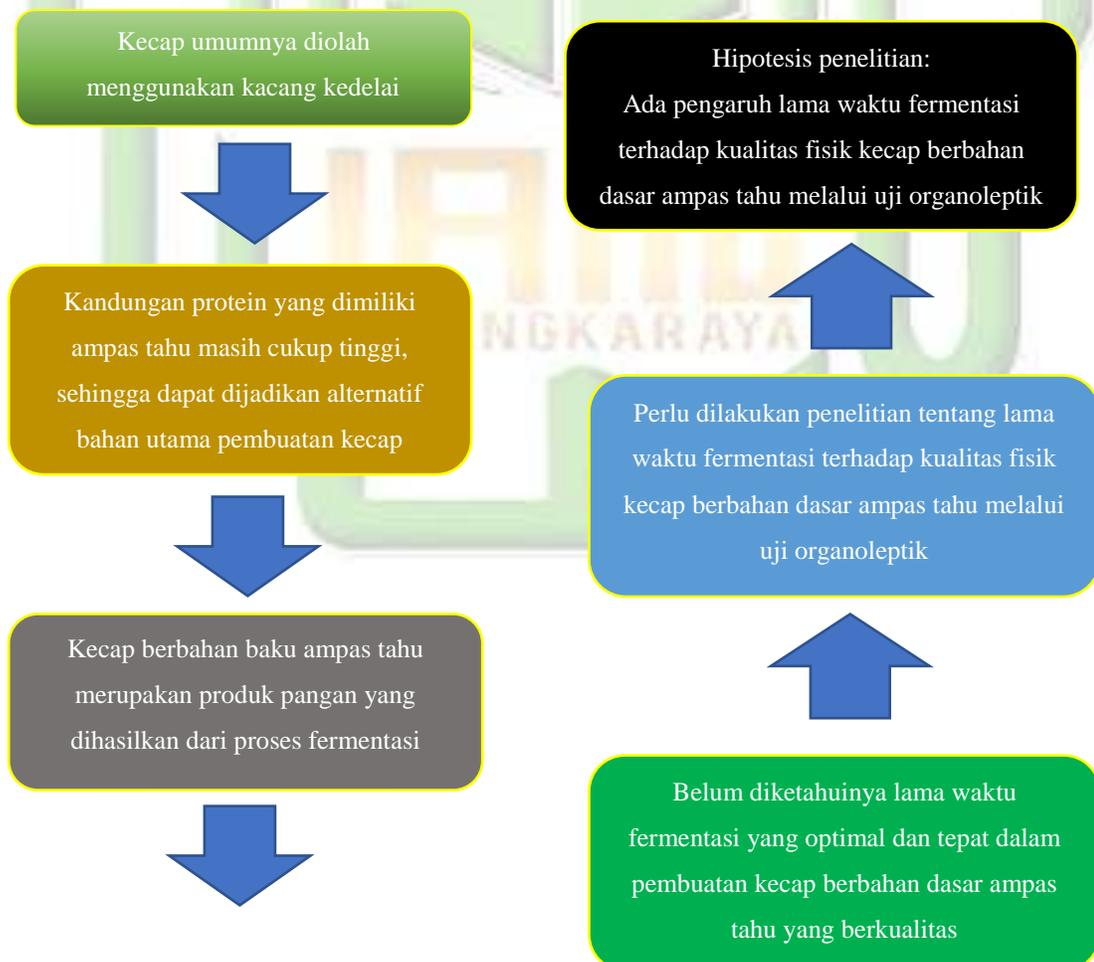 Kecap umumnya diolah
menggunakan kacang kedelai
Kandungan protein yang dimiliki
ampas tahu masih cukup tinggi,
sehingga dapat dijadikan alternatif
bahan utama pembuatan kecap
Kecap berbahan baku ampas tahu
merupakan produk pangan yang
dihasilkan dari proses fermentasi
Hipotesis penelitian:
Ada pengaruh lama waktu fermentasi
terhadap kualitas fisik kecap berbahan
dasar ampas tahu melalui uji organoleptik
Perlu dilakukan penelitian tentang lama
waktu fermentasi terhadap kualitas fisik
kecap berbahan dasar ampas tahu melalui
uji organoleptik
Belum diketahuinya lama waktu
fermentasi yang optimal dan tepat dalam
pembuatan kecap berbahan dasar ampas
tahu yang berkualitas
NGKARAYA